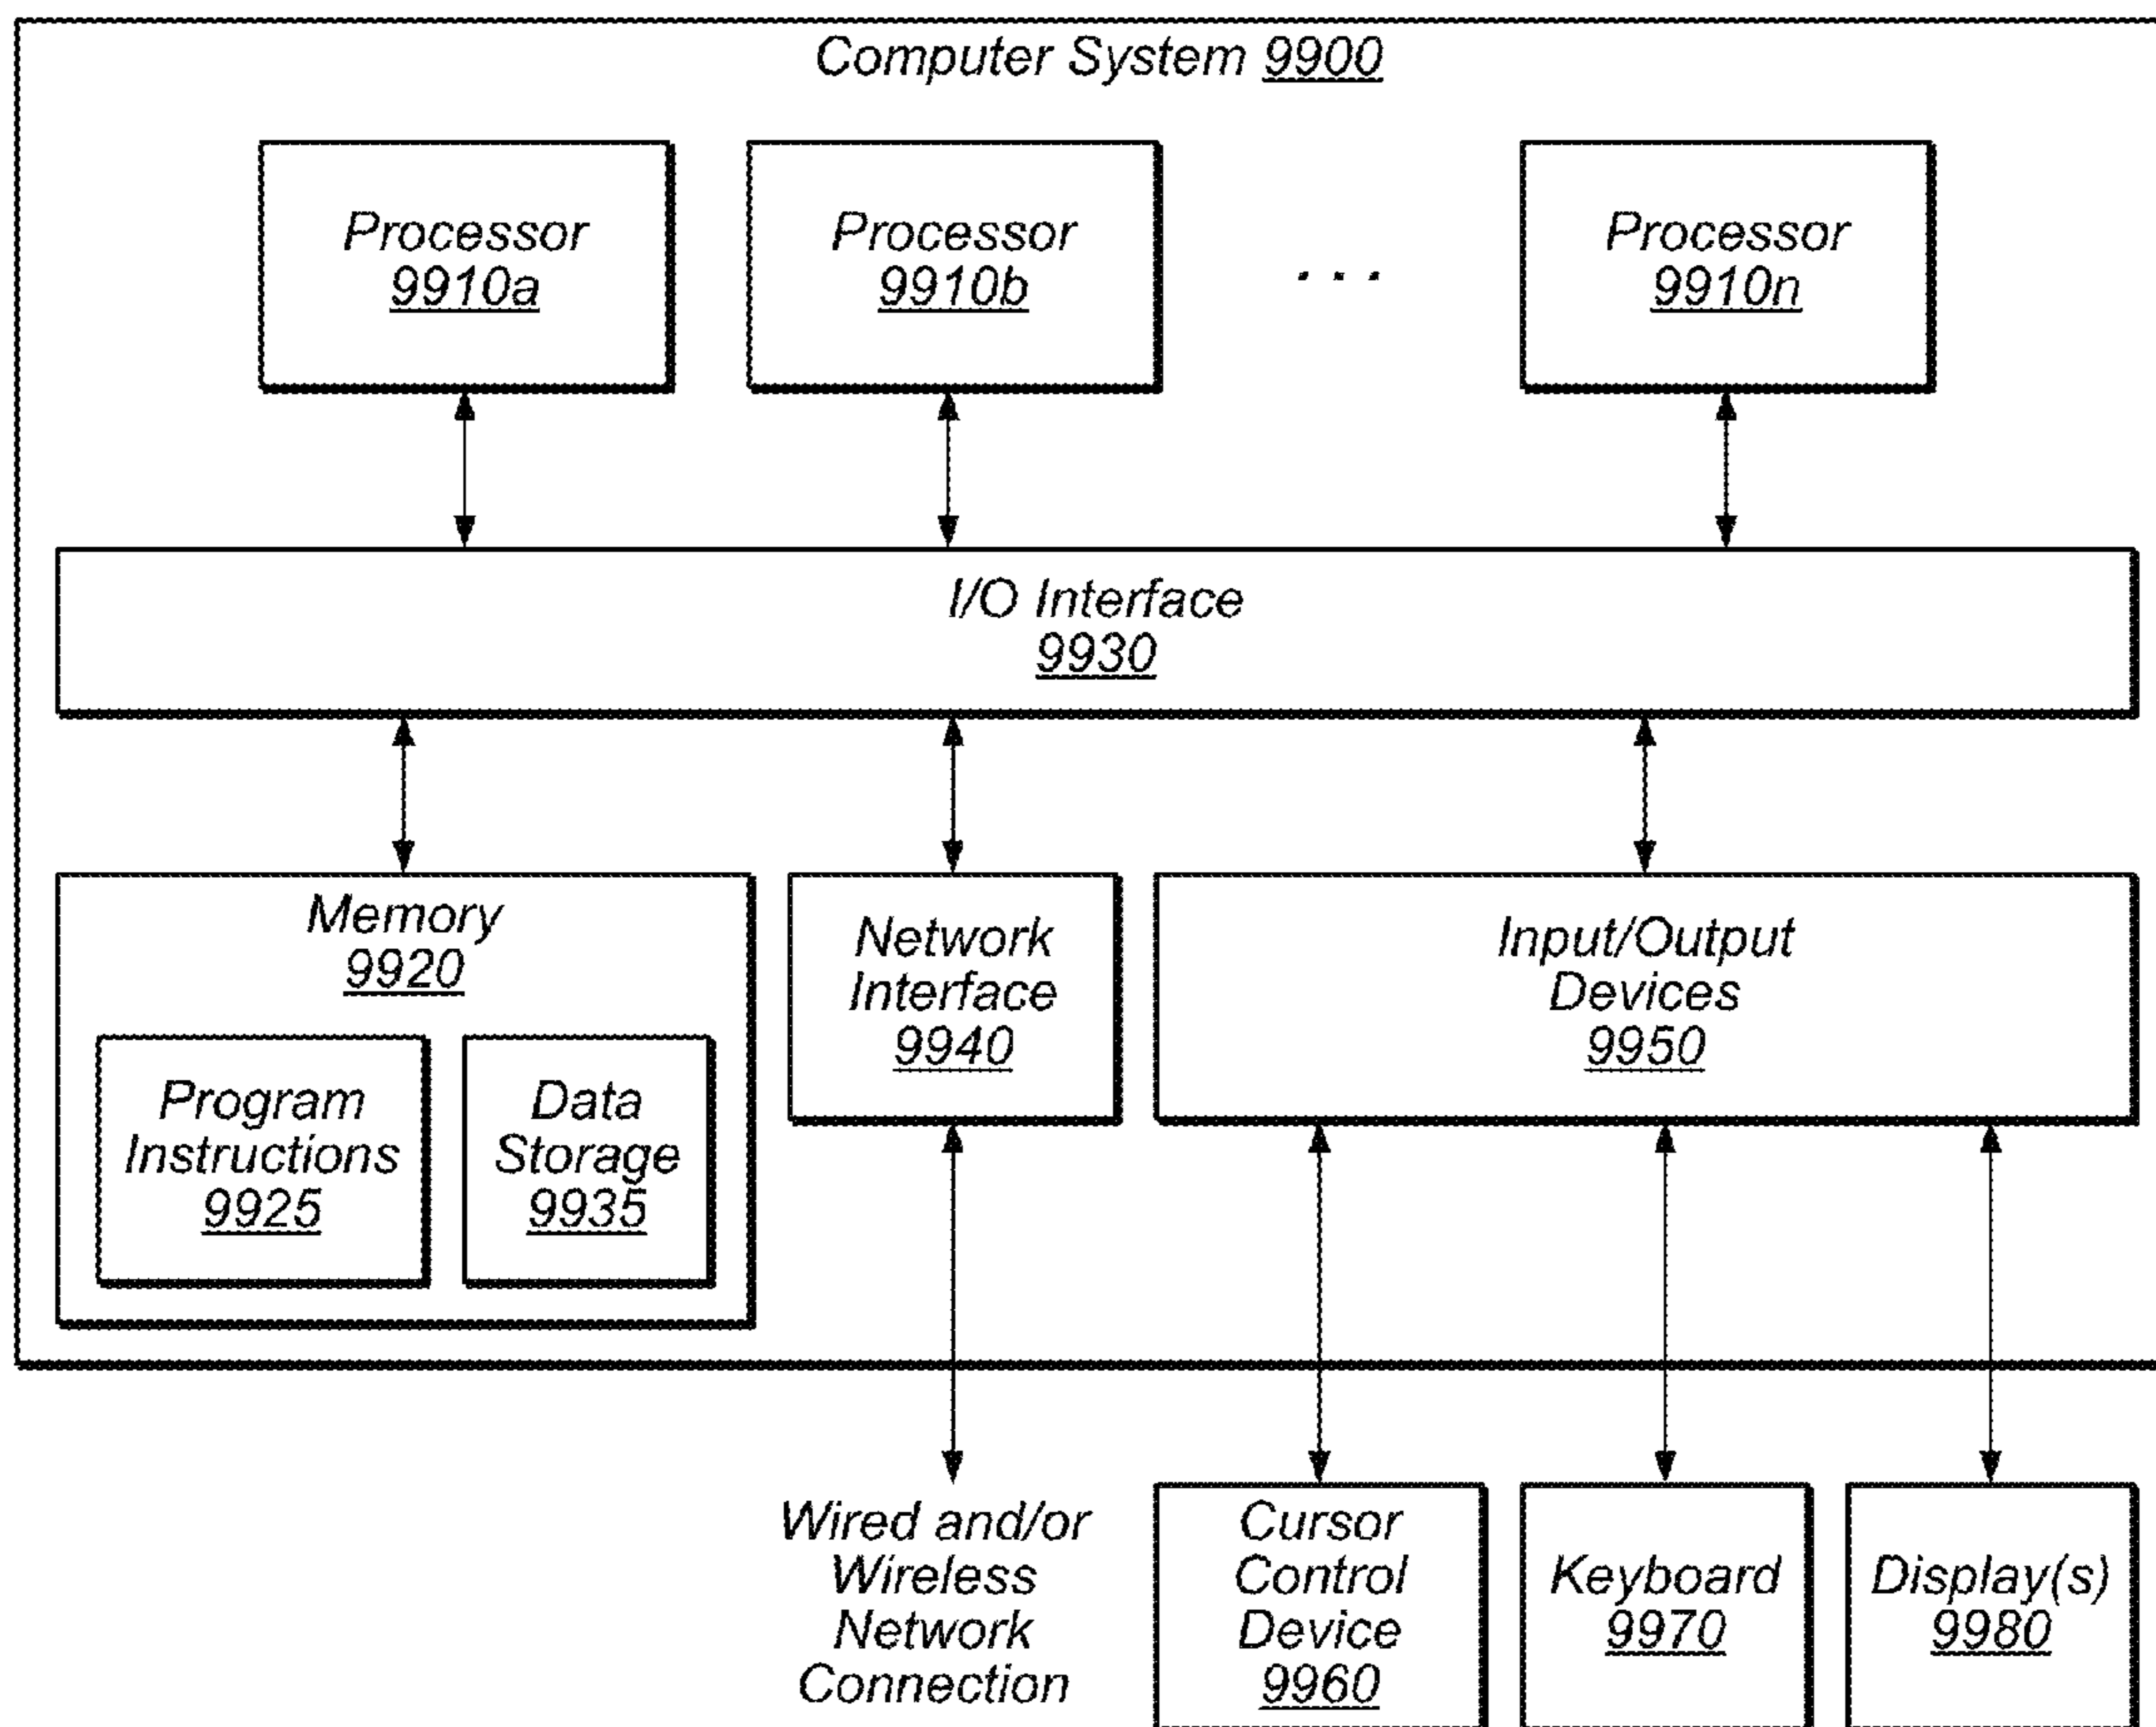 Computer System 9900
Processor
9910a
Processor
9910b
. . .
Processor
9910n
I/O Interface
9930
Memory
9920
Program
Instructions
9925
Data
Storage
9935
Network
Interface
9940
Input/Output
Devices
9950
Wired and/or
Wireless
Network
Connection
Cursor
Control
Device
9960
Keyboard
9970
Display(s)
9980